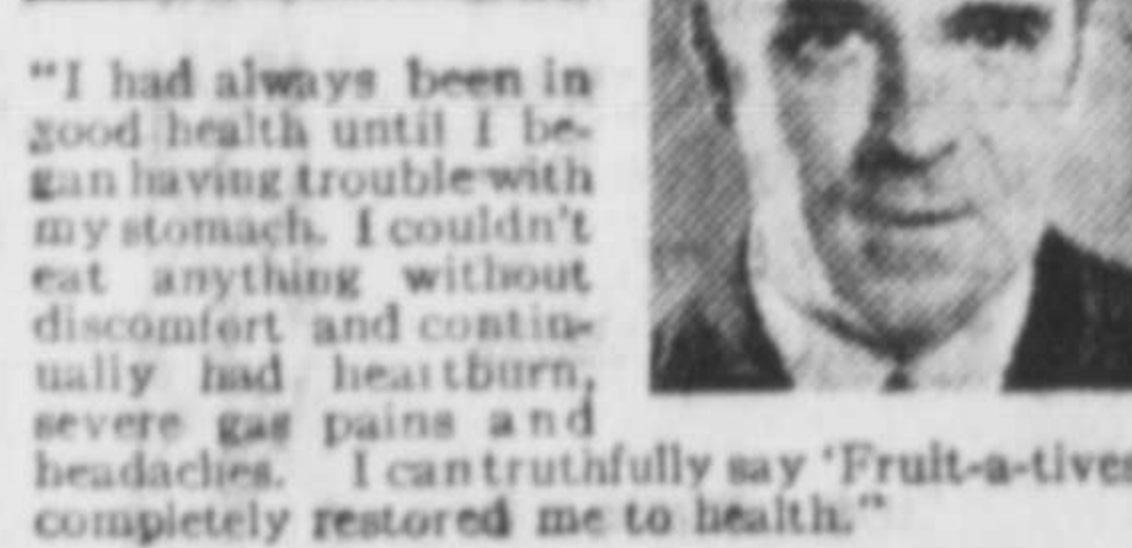 "I had always been in
good health until I be-
gan having trouble with
my stomach. I couldn't
eat anything without
discomfort and contin-
ually had heartburn,
severe gas pains and
headaches. I can truthfully say 'Fruit-a-tives
completely restored me to health."